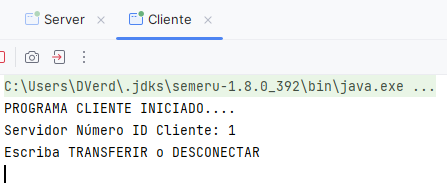 Server
Cliente
C:\Users\DVerd\.jdks\semeru-1.8.0_392\bin\java.exe ...
PROGRAMA CLIENTE INICIADO....
Servidor Número ID Cliente: 1
Escriba TRANSFERIR o DESCONECTAR